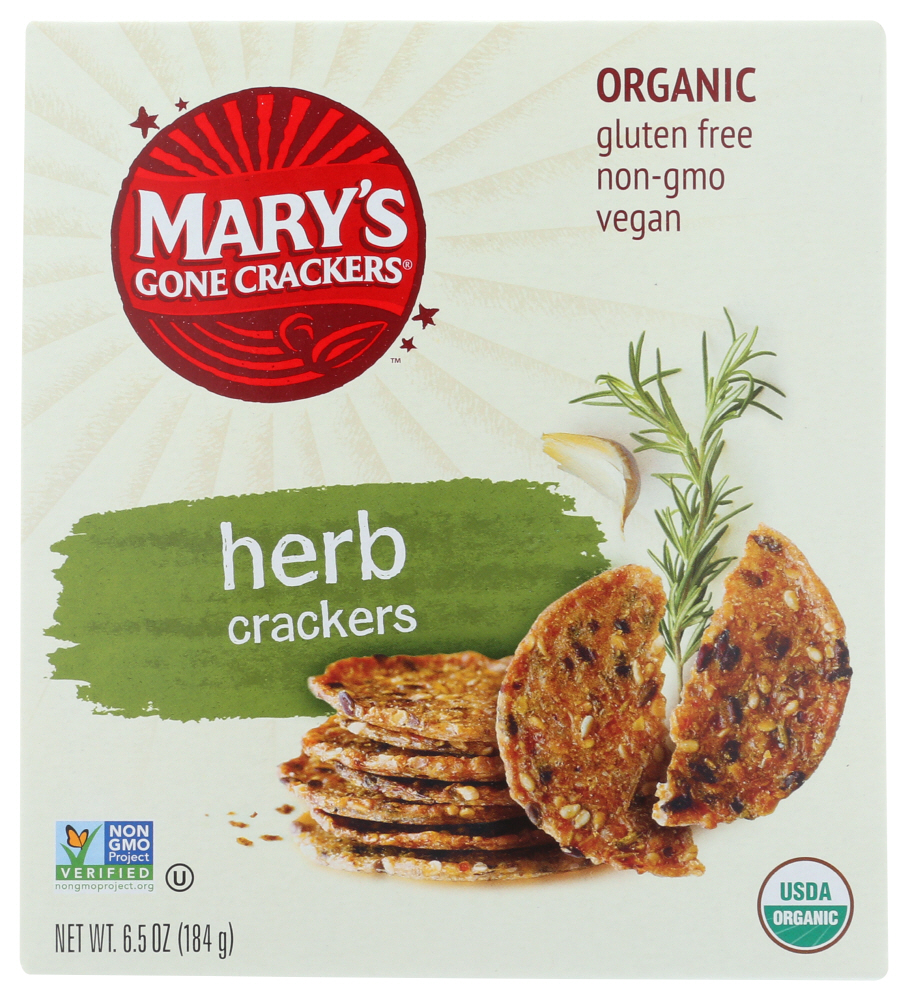 MARY'S
GONE CRACKERS®
™
ORGANIC
gluten free
non-gmo
vegan
herb
crackers
NON
GMO
Project
VERIFIED
nongmoproject.org
U
NET WT. 6.5 OZ (184 g)
USDA
ORGANIC